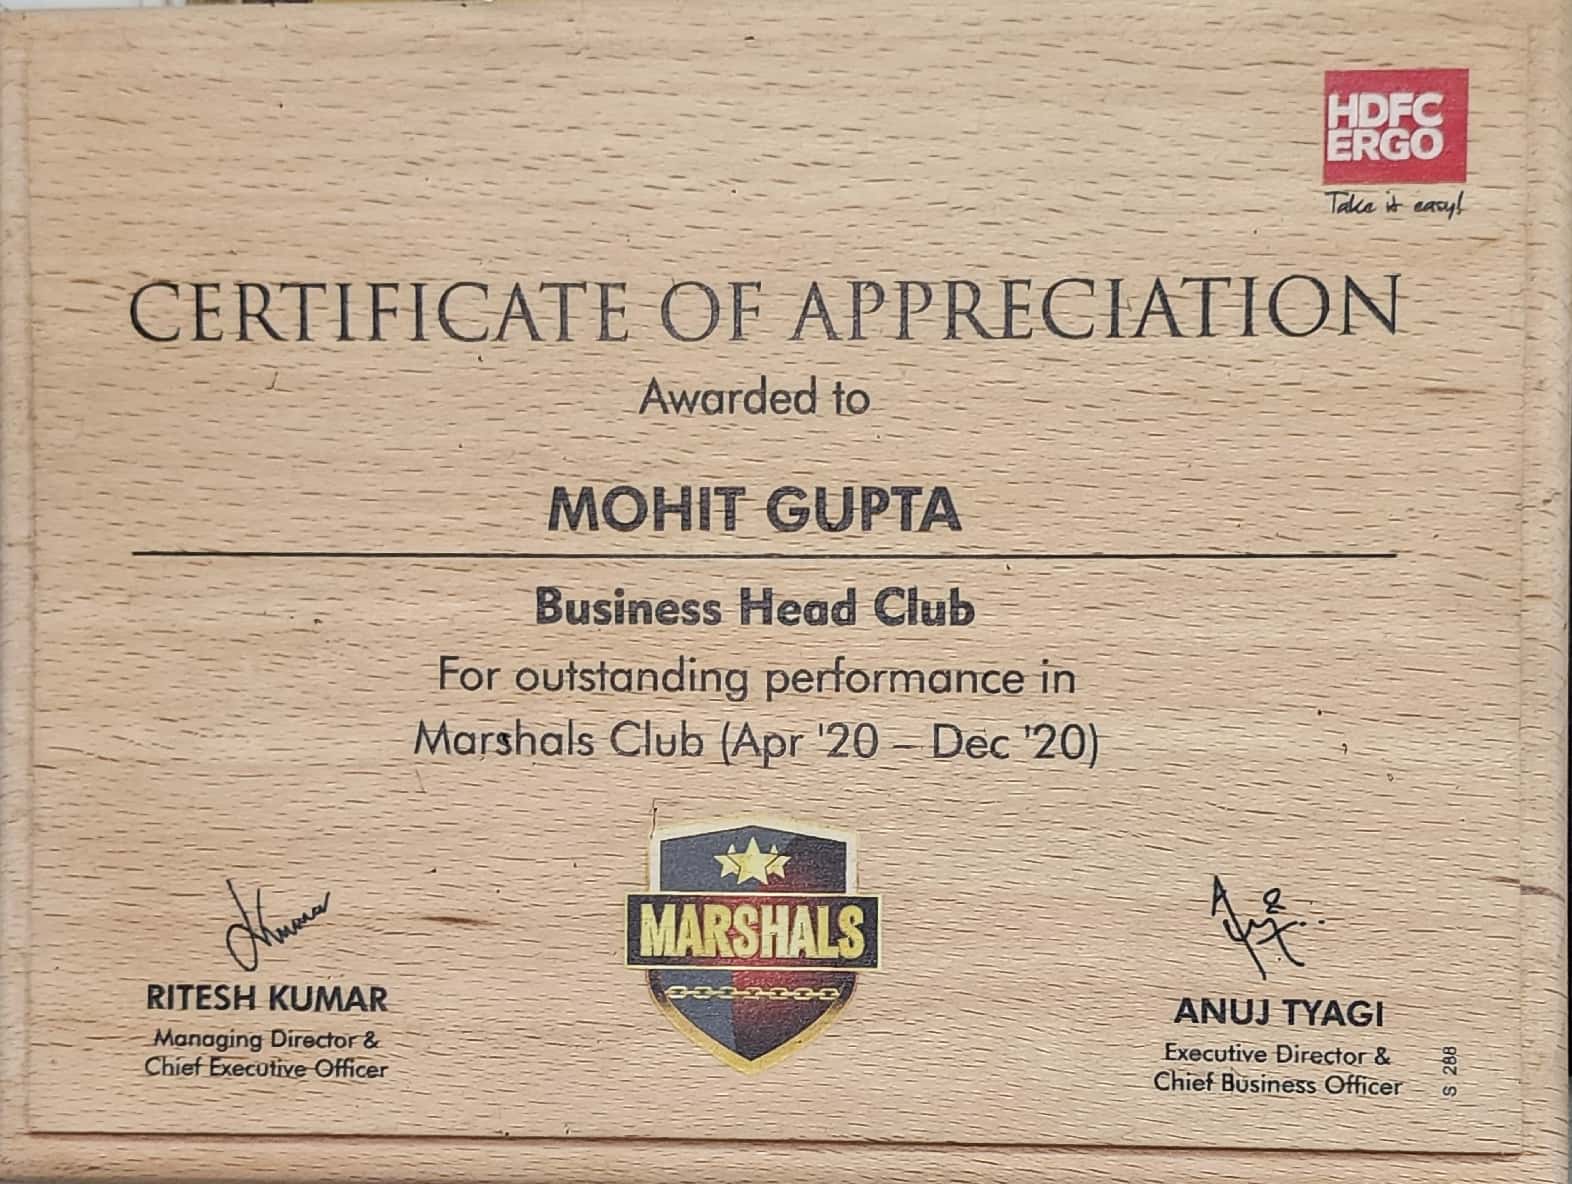 HDFC
ERGO
Take it easy!
CERTIFICATE OF APPRECIATION
Awarded to
MOHIT GUPTA
Business Head Club
For outstanding performance in
Marshals Club (Apr '20 – Dec '20)
MARSHALS
RITESH KUMAR
Managing Director &
Chief Executive Officer
ANUJ TYAGI
Executive Director &
Chief Business Officer
S 288